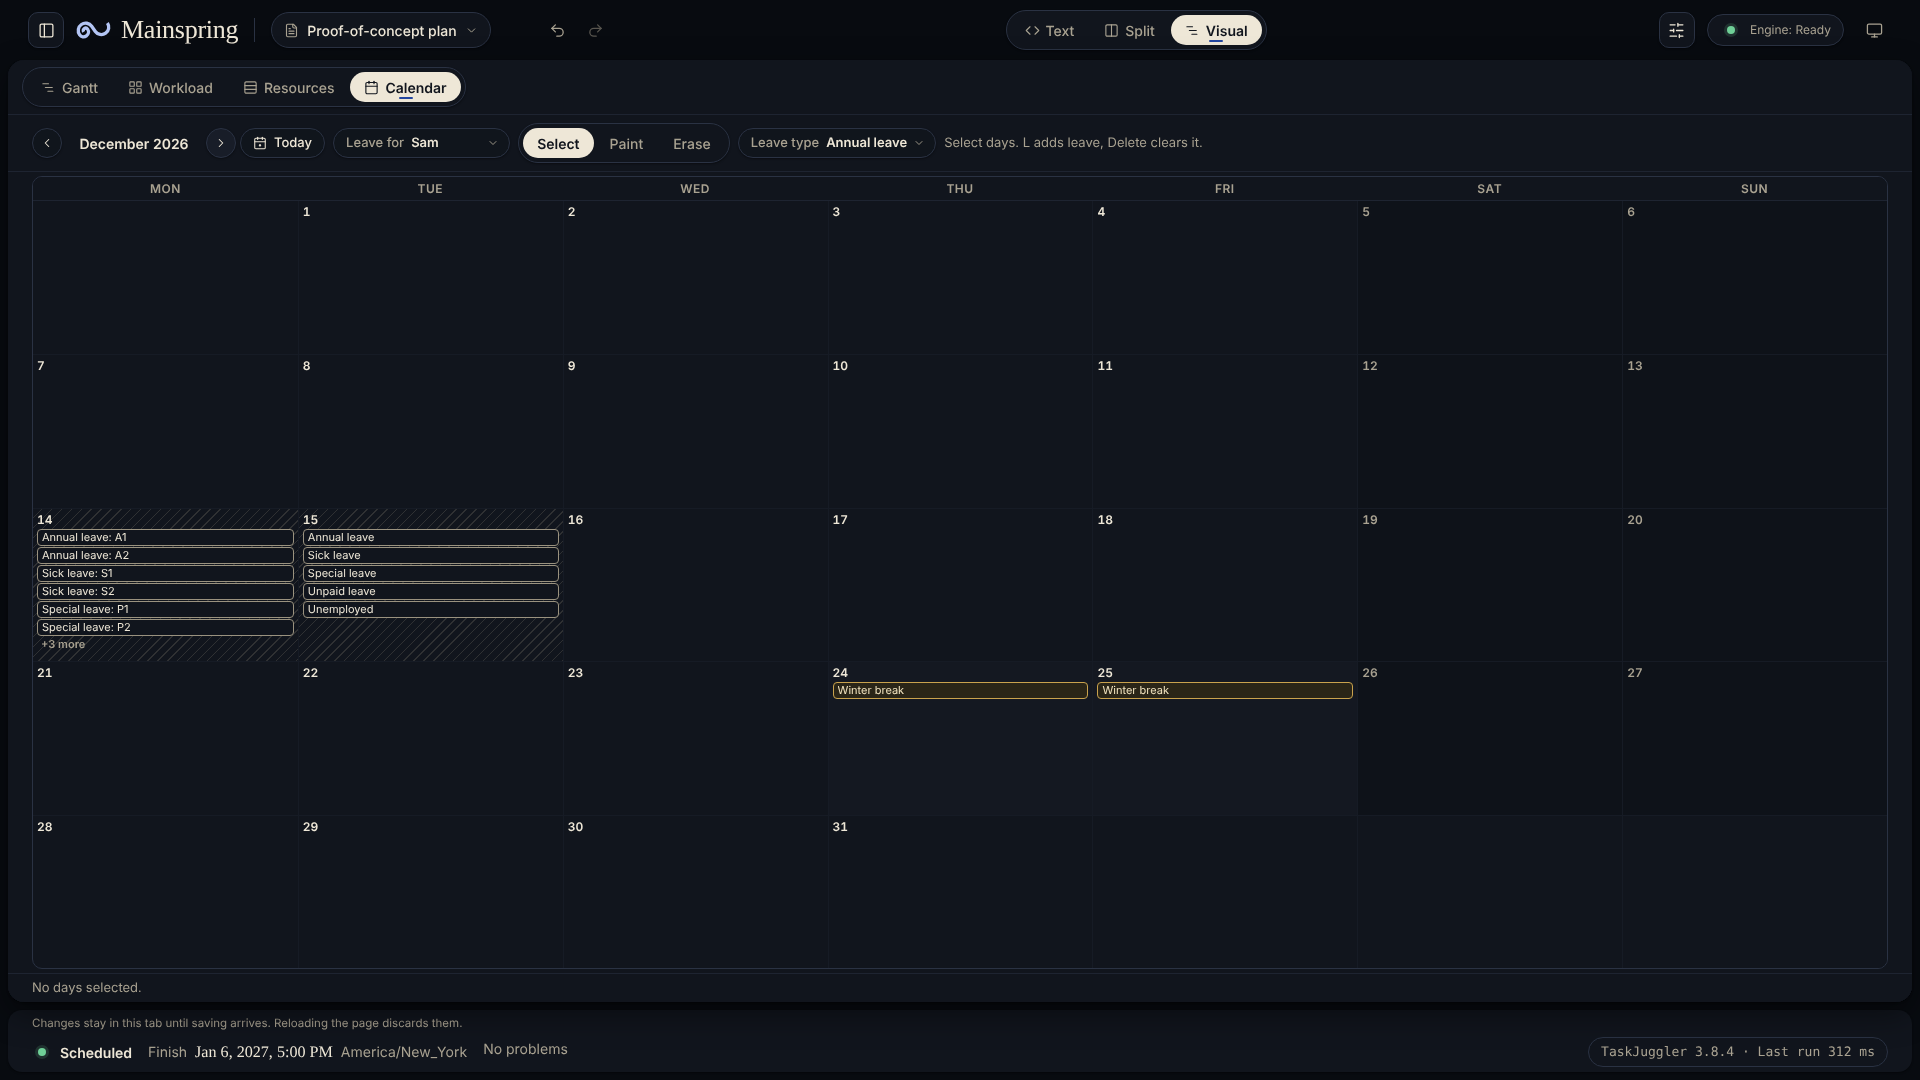 Mainspring
Proof-of-concept plan
Text Split Visual
Engine: Ready
Gantt Workload Resources Calendar
December 2026
Today
Leave for Sam
Select Paint Erase
Leave type Annual leave
Select days. L adds leave, Delete clears it.
MON TUE WED THU FRI SAT SUN
1 2 3 4 5 6
7 8 9 10 11 12 13
14 15 16 17 18 19 20
Annual leave: A1 Annual leave
Annual leave: A2 Sick leave
Sick leave: S1 Special leave
Sick leave: S2 Unpaid leave
Special leave: P1 Unemployed
Special leave: P2
+3 more
21 22 23 24 25 26 27
Winter break Winter break
28 29 30 31
No days selected.
Changes stay in this tab until saving arrives. Reloading the page discards them.
Scheduled Finish Jan 6, 2027, 5:00 PM America/New_York No problems
TaskJuggler 3.8.4 · Last run 312 ms